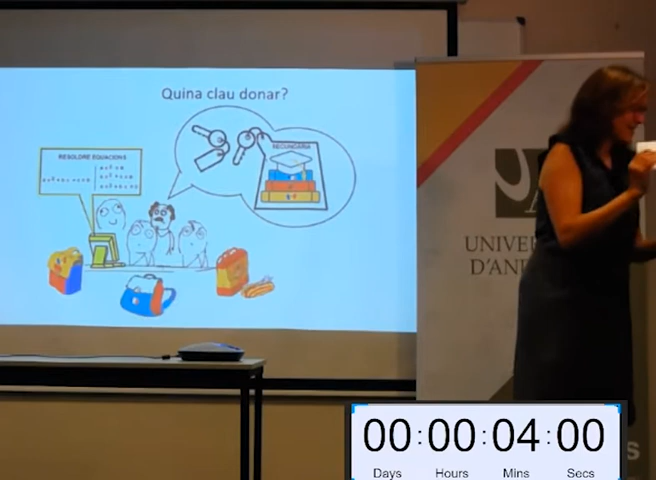 Quina clau donar?
SECUNDÀRIA
RESOLDRE EQUACIONS
UNIVE
D'AN
s
00:00:04:00
Days Hours Mins Secs